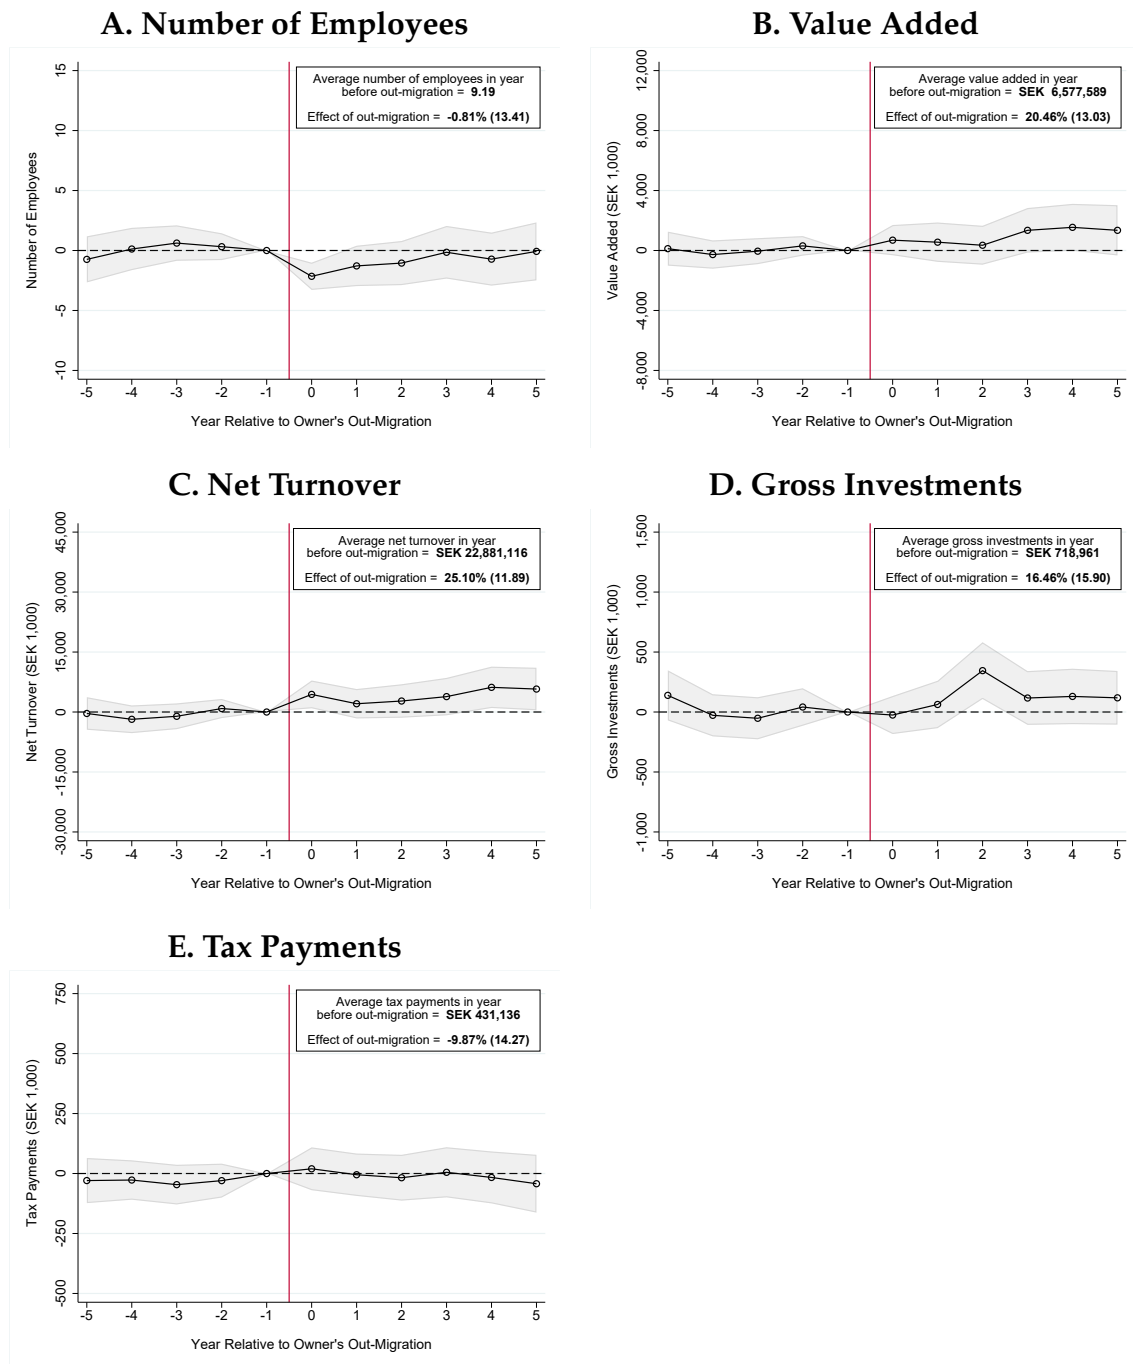 A. Number of Employees
15
10
5
0
-5
-10
Number of Employees
Average number of employees in year
before out-migration = 9.19
Effect of out-migration = -0.81% (13.41)
-5 -4 -3 -2 -1 0 1 2 3 4 5
Year Relative to Owner's Out-Migration
B. Value Added
12,000
8,000
4,000
0
-4,000
-8,000
Value Added (SEK 1,000)
Average value added in year
before out-migration = SEK 6,577,589
Effect of out-migration = 20.46% (13.03)
-5 -4 -3 -2 -1 0 1 2 3 4 5
Year Relative to Owner's Out-Migration
C. Net Turnover
45,000
30,000
15,000
0
-15,000
-30,000
Net Turnover (SEK 1,000)
Average net turnover in year
before out-migration = SEK 22,881,116
Effect of out-migration = 25.10% (11.89)
-5 -4 -3 -2 -1 0 1 2 3 4 5
Year Relative to Owner's Out-Migration
D. Gross Investments
1,500
1,000
500
0
-500
-1,000
Gross Investments (SEK 1,000)
Average gross investments in year
before out-migration = SEK 718,961
Effect of out-migration = 16.46% (15.90)
-5 -4 -3 -2 -1 0 1 2 3 4 5
Year Relative to Owner's Out-Migration
E. Tax Payments
750
500
250
0
-250
-500
Tax Payments (SEK 1,000)
Average tax payments in year
before out-migration = SEK 431,136
Effect of out-migration = -9.87% (14.27)
-5 -4 -3 -2 -1 0 1 2 3 4 5
Year Relative to Owner's Out-Migration